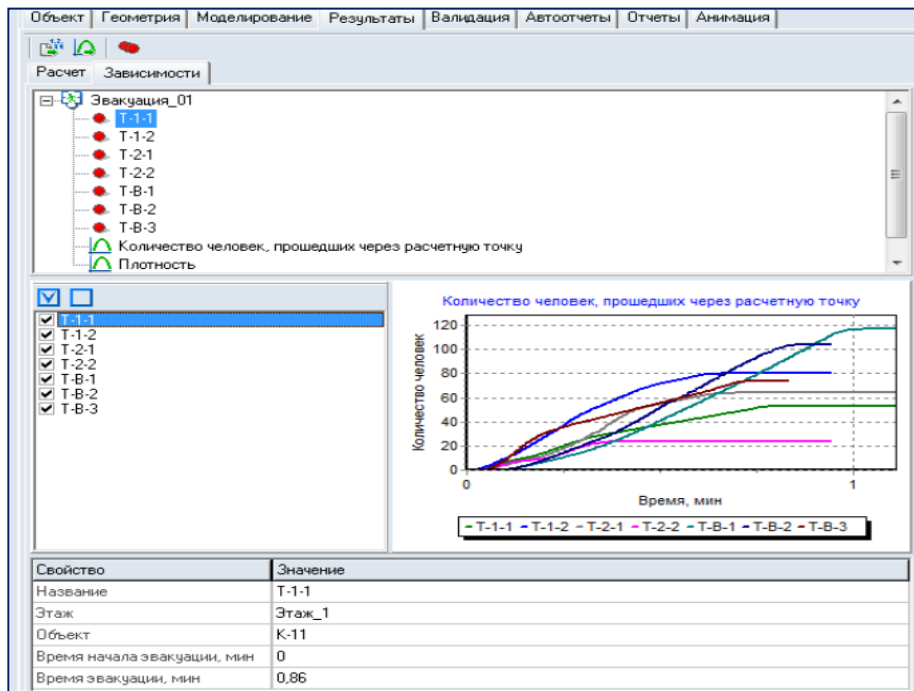 Объект Геометрия Моделирование Результаты Валидация Автоотчеты Отчеты Анимация
Расчет Зависимости
Эвакуация_01
Т-1-1
Т-1-2
Т-2-1
Т-2-2
Т-В-1
Т-В-2
Т-В-3
Количество человек, прошедших через расчетную точку
Плотность
Т-1-1
Т-1-2
Т-2-1
Т-2-2
Т-В-1
Т-В-2
Т-В-3
Количество человек, прошедших через расчетную точку
Количество человек
120
100
80
60
40
20
0
0 1
Время, мин
Т-1-1 Т-1-2 Т-2-1 Т-2-2 Т-В-1 Т-В-2 Т-В-3
Свойство Значение
Название Т-1-1
Этаж Этаж_1
Объект К-11
Время начала эвакуации, мин 0
Время эвакуации, мин 0,86